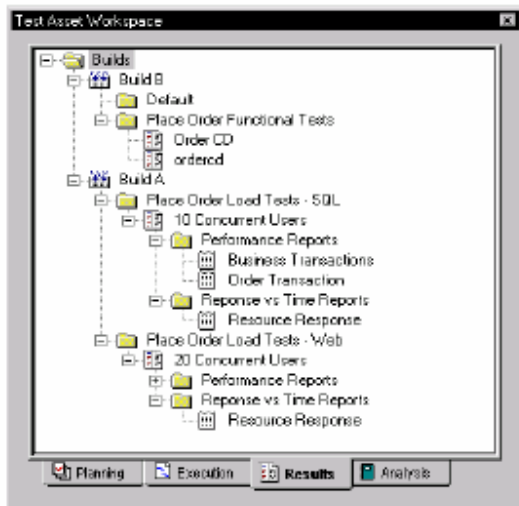 Test Asset Workspace
Builds
Build B
Default
Place Order Functional Tests
Order CD
ordercd
Build A
Place Order Load Tests - SQL
10 Concurrent Users
Performance Reports
Business Transactions
Order Transaction
Reponse vs Time Reports
Resource Response
Place Order Load Tests - Web
20 Concurrent Users
Performance Reports
Reponse vs Time Reports
Resource Response
Planning Execution Results Analysis